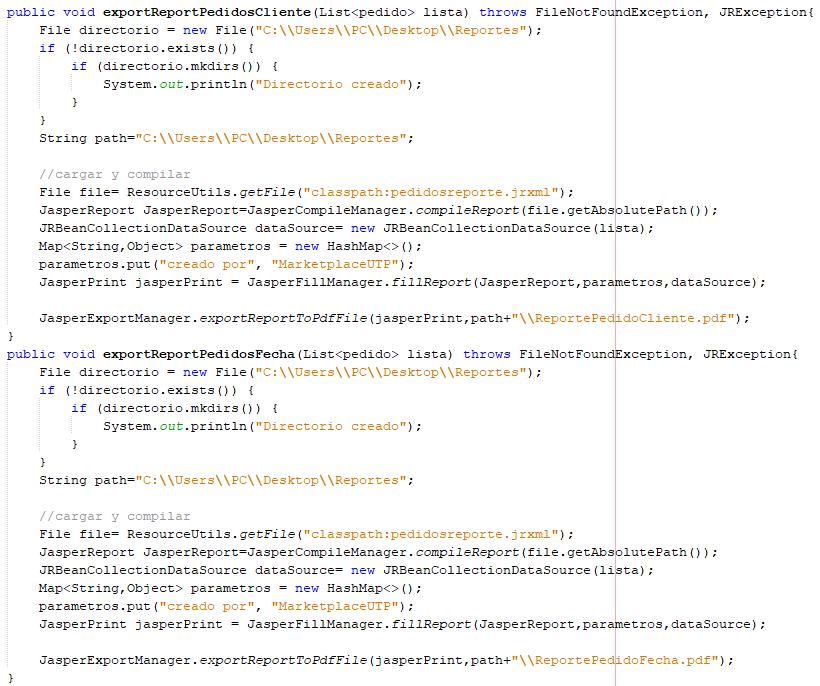 public void exportReportPedidosCliente(List<pedido> lista) throws FileNotFoundException, JRException{
    File directorio = new File("C:\\Users\\PC\\Desktop\\Reportes");
    if (!directorio.exists()) {
        if (directorio.mkdirs()) {
            System.out.println("Directorio creado");
        }
    }
    String path="C:\\Users\\PC\\Desktop\\Reportes";

    //cargar y compilar
    File file= ResourceUtils.getFile("classpath:pedidosreporte.jrxml");
    JasperReport JasperReport=JasperCompileManager.compileReport(file.getAbsolutePath());
    JRBeanCollectionDataSource dataSource= new JRBeanCollectionDataSource(lista);
    Map<String,Object> parametros = new HashMap<>();
    parametros.put("creado por", "MarketplaceUTP");
    JasperPrint jasperPrint = JasperFillManager.fillReport(JasperReport,parametros,dataSource);

    JasperExportManager.exportReportToPdfFile(jasperPrint,path+"\\ReportePedidoCliente.pdf");
}
public void exportReportPedidosFecha(List<pedido> lista) throws FileNotFoundException, JRException{
    File directorio = new File("C:\\Users\\PC\\Desktop\\Reportes");
    if (!directorio.exists()) {
        if (directorio.mkdirs()) {
            System.out.println("Directorio creado");
        }
    }
    String path="C:\\Users\\PC\\Desktop\\Reportes";

    //cargar y compilar
    File file= ResourceUtils.getFile("classpath:pedidosreporte.jrxml");
    JasperReport JasperReport=JasperCompileManager.compileReport(file.getAbsolutePath());
    JRBeanCollectionDataSource dataSource= new JRBeanCollectionDataSource(lista);
    Map<String,Object> parametros = new HashMap<>();
    parametros.put("creado por", "MarketplaceUTP");
    JasperPrint jasperPrint = JasperFillManager.fillReport(JasperReport,parametros,dataSource);

    JasperExportManager.exportReportToPdfFile(jasperPrint,path+"\\ReportePedidoFecha.pdf");
}